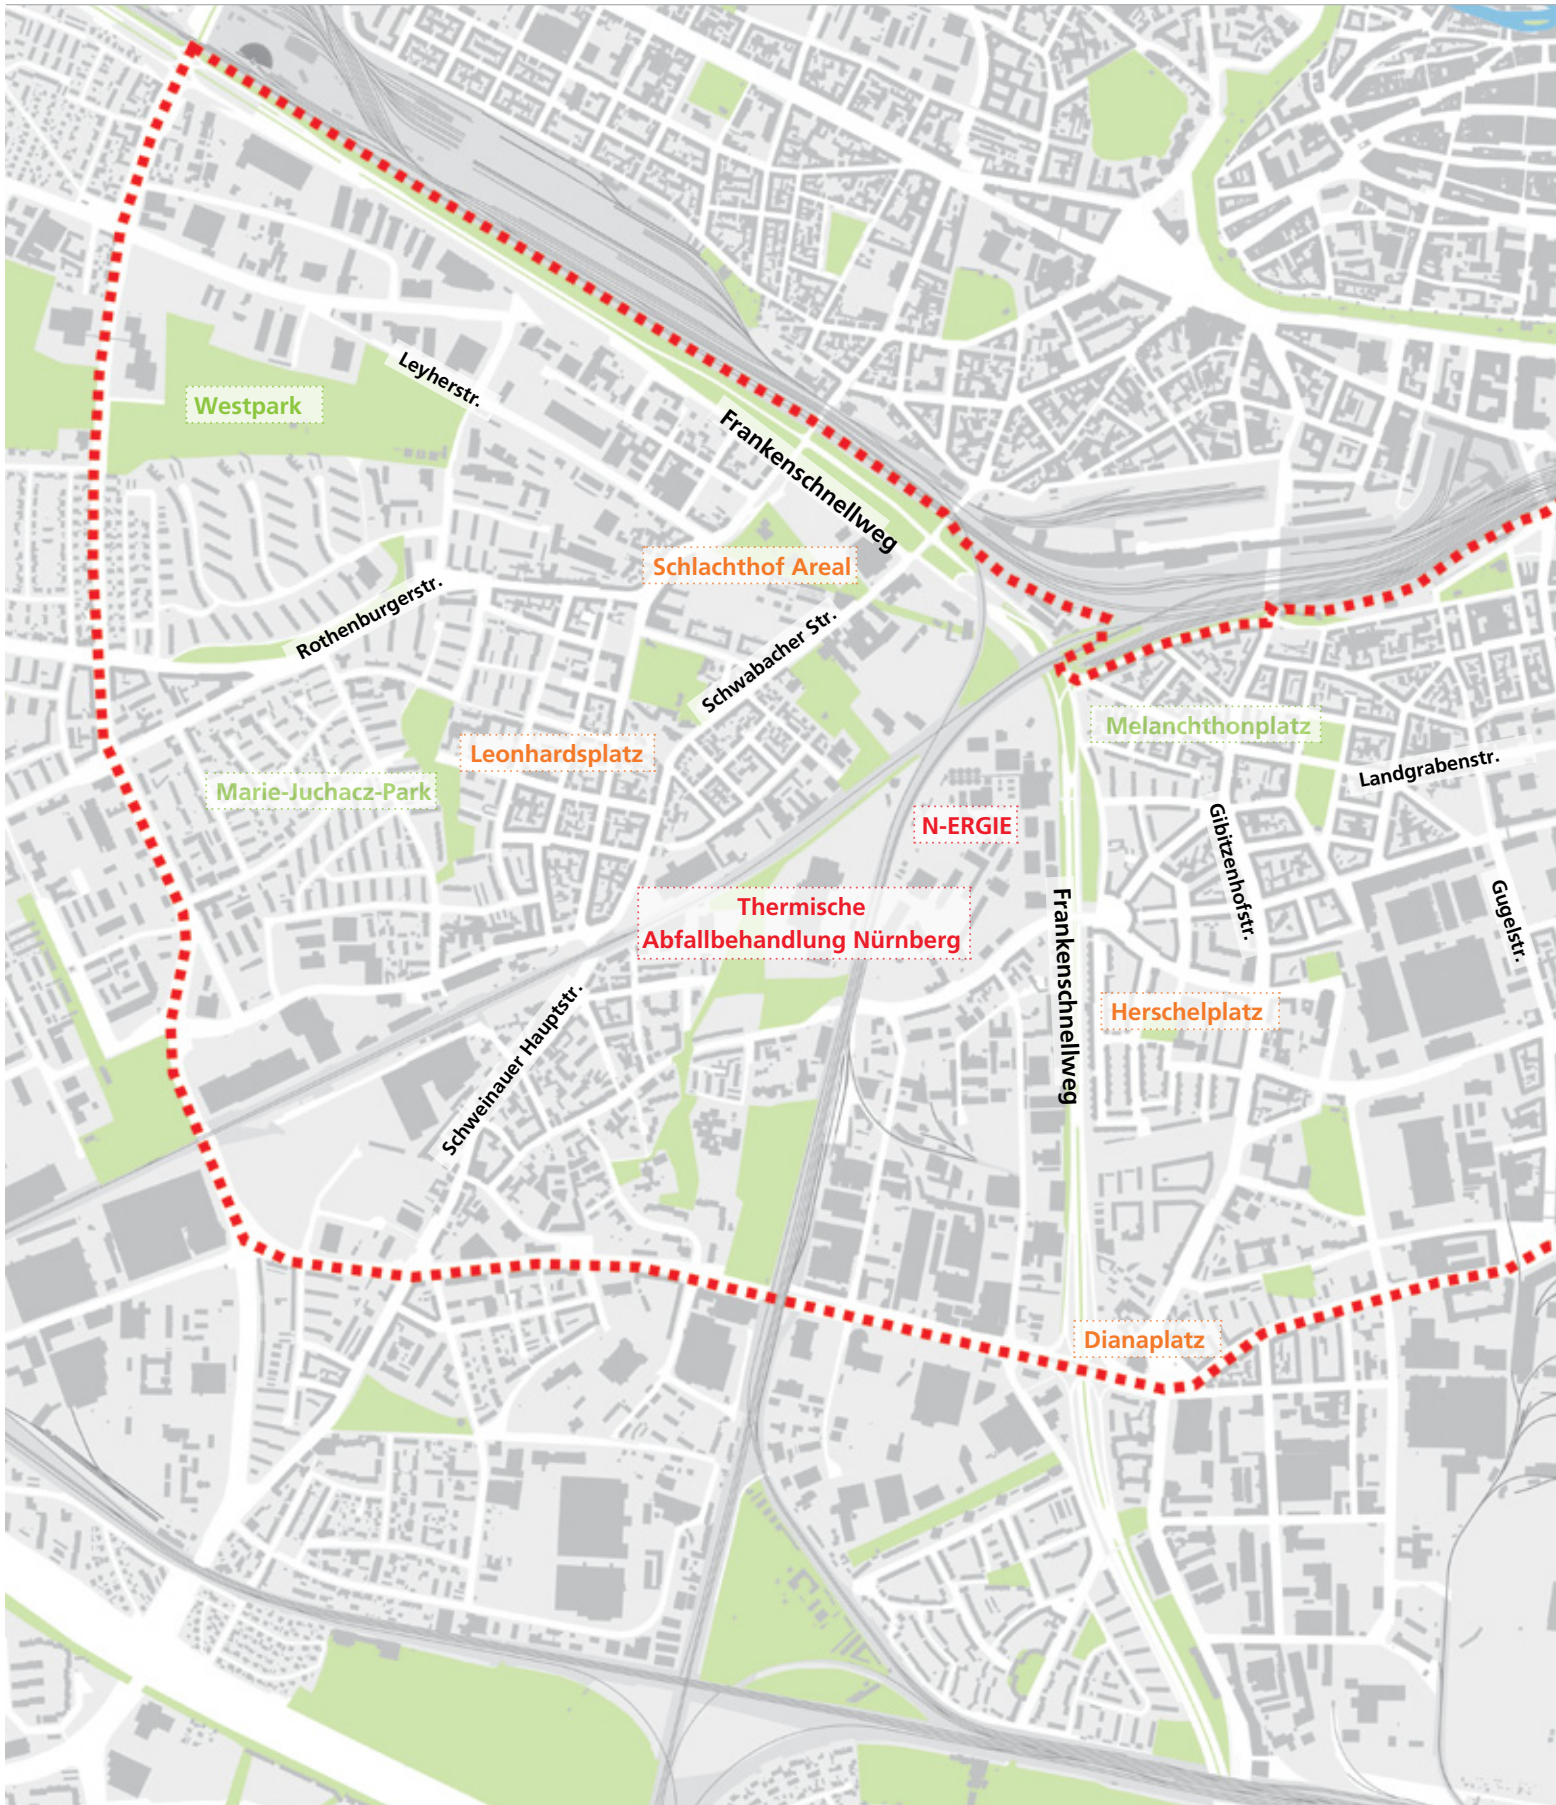 Leyherstr.
Westpark
Frankenschnellweg
Schlachthof Areal
Rothenburgerstr.
Schwabacher Str.
Melanchthonplatz
Leonhardsplatz
Landgrabenstr.
Marie-Juchacz-Park
N-ERGIE
Gibitzenhofstr.
Thermische
Abfallbehandlung Nürnberg
Frankenschnellweg
Gugelstr.
Herschelplatz
Schweinauer Hauptstr.
Dianaplatz